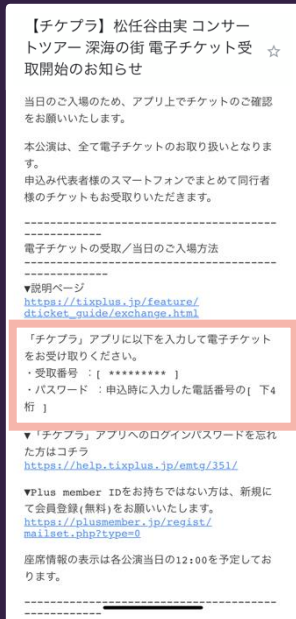 【チケプラ】松任谷由実 コンサー
トツアー 深海の街 電子チケット受
取開始のお知らせ
当日のご入場のため、アプリ上でチケットのご確認
をお願いいたします。
本公演は、全て電子チケットのお取り扱いとなりま
す。
申込み代表者様のスマートフォンでまとめて同行者
様のチケットもお受取りいただきます。
----------------------------------------
------------
電子チケットの受取/当日のご入場方法
----------------------------------------
------------
▼説明ページ
https://tixplus.jp/feature/
dticket_guide/exchange.html
「チケプラ」アプリに以下を入力して電子チケット
をお受け取りください。
・受取番号 :[ ********* ]
・パスワード :申込時に入力した電話番号の[ 下4
桁 ]
▼「チケプラ」アプリへのログインパスワードを忘れ
た方はコチラ
https://help.tixplus.jp/emtg/351/
▼Plus member IDをお持ちではない方は、新規に
て会員登録(無料)をお願いします。
https://plusmember.jp/regist/
mailset.php?type=0
座席情報の表示は各公演当日の12:00を予定してお
ります。
----------------------------------------
------------